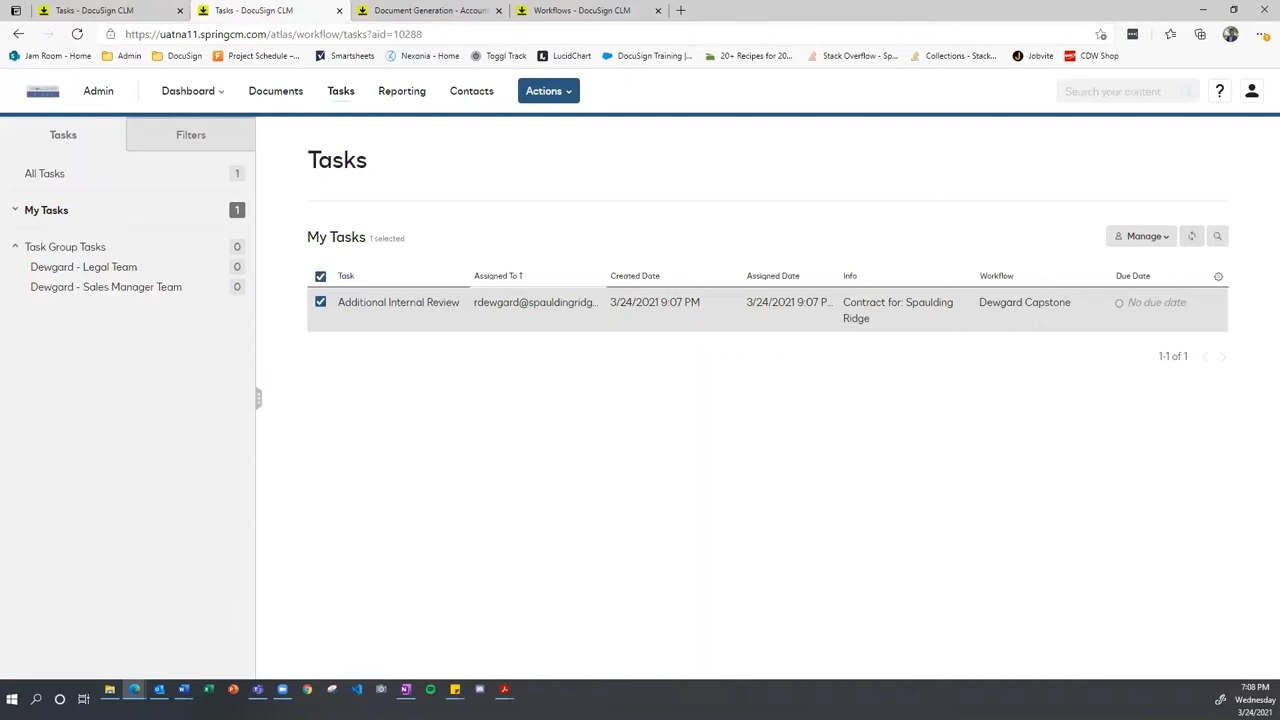 Tasks - DocuSign CLM
Tasks - DocuSign CLM
Document Generation - Accoun
Workflows - DocuSign CLM
https://uatna11.springcm.com/atlas/workflow/tasks?aid=10288
Jam Room - Home
Admin
DocuSign
Project Schedule –...
Smartsheets
Nexonia - Home
Toggl Track
LucidChart
DocuSign Training |...
20+ Recipes for 20...
Stack Overflow - Sp...
Collections - Stack...
Jobvite
CDW Shop
Admin
Dashboard
Documents
Tasks
Reporting
Contacts
Actions
Search your content
?
Tasks
Filters
All Tasks 1
My Tasks 1
Task Group Tasks 0
Dewgard - Legal Team 0
Dewgard - Sales Manager Team 0
Tasks
My Tasks 1 selected
Manage
Task Assigned To ↑ Created Date Assigned Date Info Workflow Due Date
Additional Internal Review rdewgard@spauldingridg... 3/24/2021 9:07 PM 3/24/2021 9:07 P... Contract for: Spaulding Dewgard Capstone No due date
Ridge
1-1 of 1
7:08 PM
Wednesday
3/24/2021